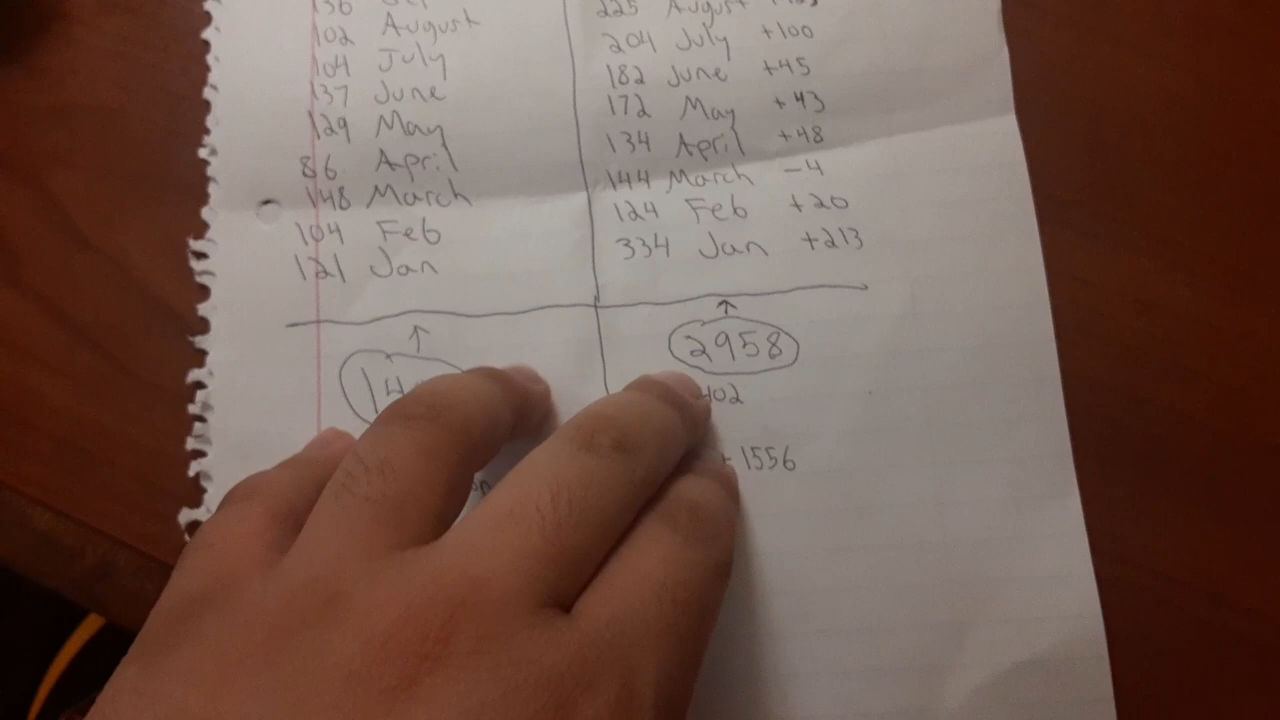 102 August
104 July
137 June
129 May
86 April
148 March
104 Feb
121 Jan
225 August
204 July +100
182 June +45
172 May +43
134 April +48
144 March -4
124 Feb +20
334 Jan +213
2958
402
+1556